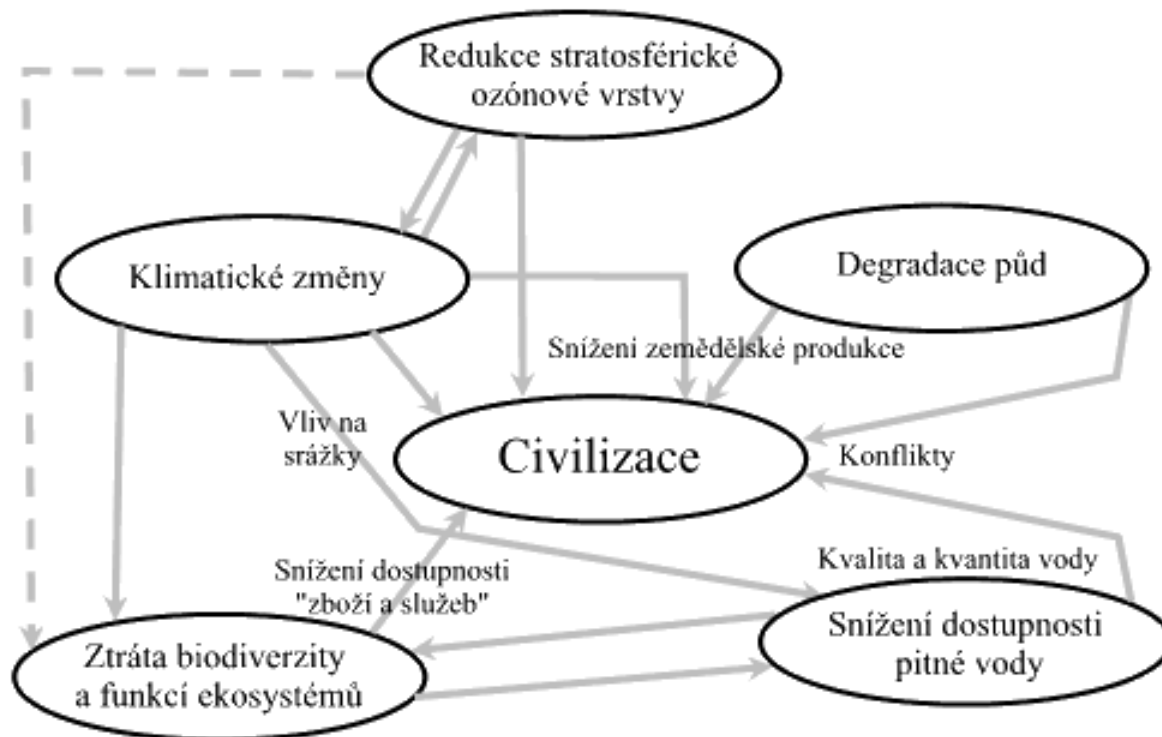 Redukce stratosférické
ozónové vrstvy
Klimatické změny
Degradace půd
Snížení zemědělské produkce
Vliv na
srážky
Civilizace
Konflikty
Kvalita a kvantita vody
Snížení dostupnosti
"zboží a služeb"
Snížení dostupnosti
pitné vody
Ztráta biodiverzity
a funkcí ekosystémů